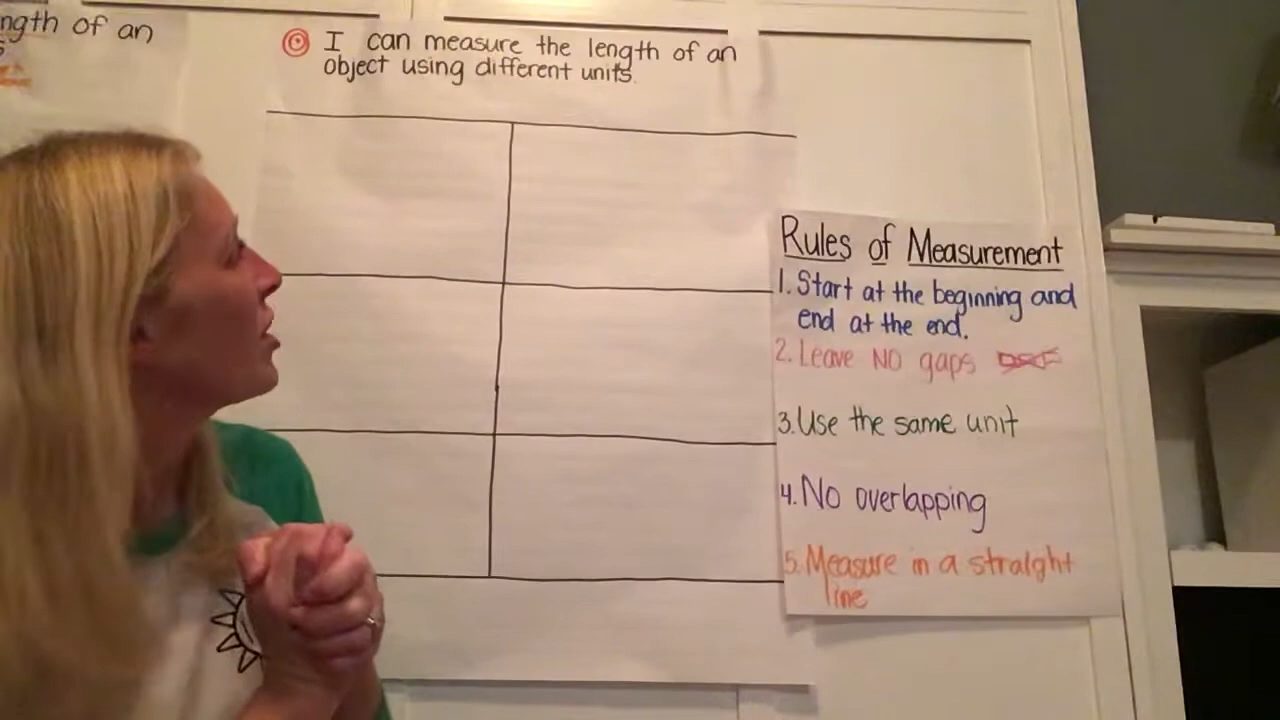 ngth of an
I can measure the length of an
object using different units.
Rules of Measurement
1. Start at the beginning and
end at the end.
2. Leave NO gaps
3. Use the same unit
4. No overlapping
5. Measure in a straight
line